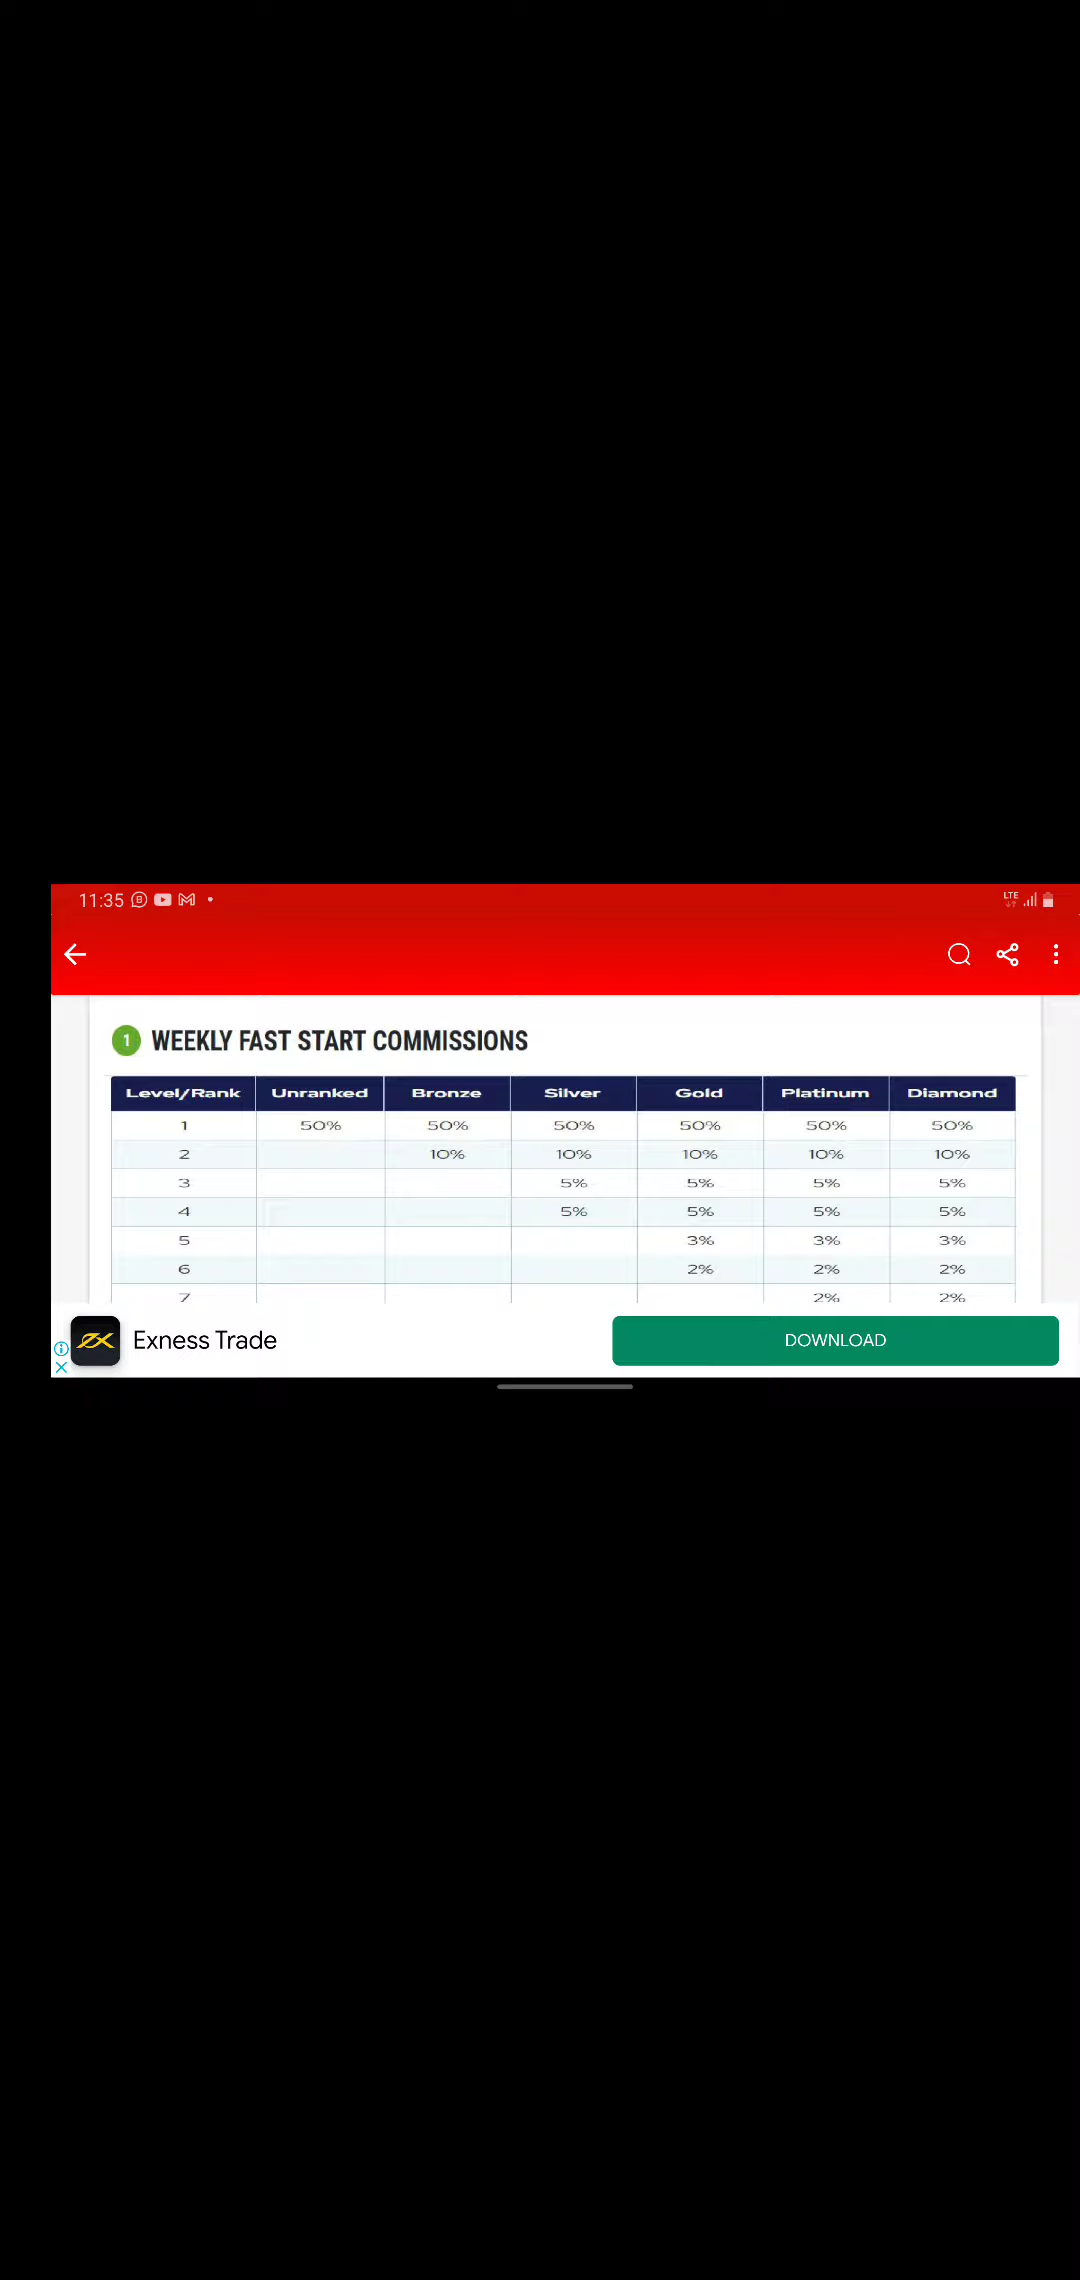 11:35
LTE
1 WEEKLY FAST START COMMISSIONS
Level/Rank Unranked Bronze Silver Gold Platinum Diamond
1 50% 50% 50% 50% 50% 50%
2 10% 10% 10% 10% 10%
3 5% 5% 5% 5%
4 5% 5% 5% 5%
5 3% 3% 3%
6 2% 2% 2%
7 2% 2%
Exness Trade
DOWNLOAD